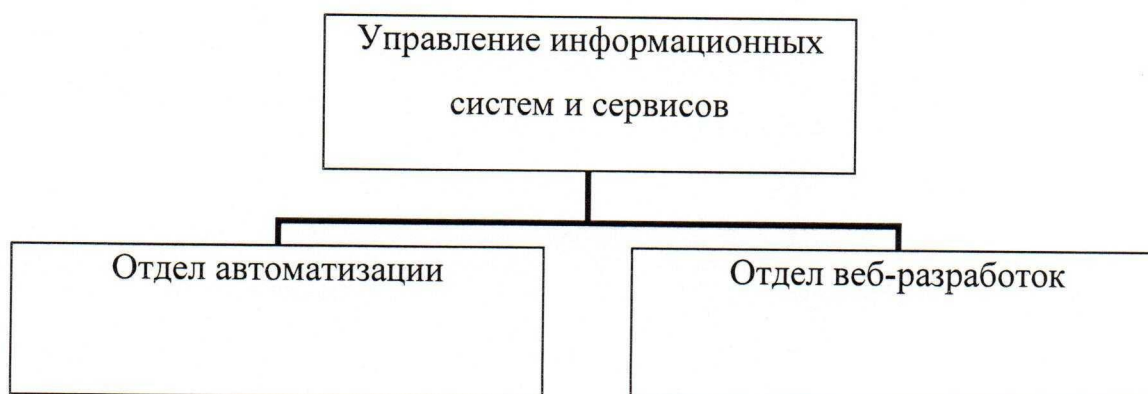 Управление информационных
систем и сервисов
Отдел автоматизации
Отдел веб-разработок